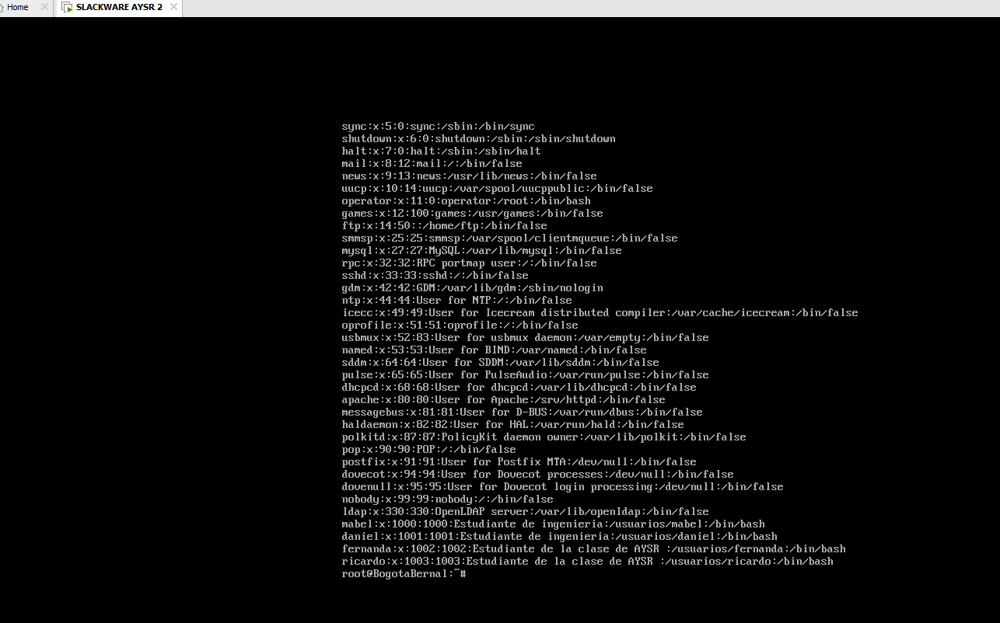 Home
SLACKWARE AYSR 2
sync:x:5:0:sync:/sbin:/bin/sync
shutdown:x:6:0:shutdown:/sbin:/sbin/shutdown
halt:x:7:0:halt:/sbin:/sbin/halt
mail:x:8:12:mail:/:/bin/false
news:x:9:13:news:/usr/lib/news:/bin/false
uucp:x:10:14:uucp:/var/spool/uucppublic:/bin/false
operator:x:11:0:operator:/root:/bin/bash
games:x:12:100:games:/usr/games:/bin/false
ftp:x:14:50::/home/ftp:/bin/false
smmsp:x:25:25:smmsp:/var/spool/clientmqueue:/bin/false
mysql:x:27:27:MySQL:/var/lib/mysql:/bin/false
rpc:x:32:32:RPC portmap user:/:/bin/false
sshd:x:33:33:sshd:/:/bin/false
gdm:x:42:42:GDM:/var/lib/gdm:/sbin/nologin
ntp:x:44:44:User for NTP:/:/bin/false
icecc:x:49:49:User for Icecream distributed compiler:/var/cache/icecream:/bin/false
oprofile:x:51:51:oprofile:/:/bin/false
usbmux:x:52:83:User for usbmux daemon:/var/empty:/bin/false
named:x:53:53:User for BIND:/var/named:/bin/false
sddm:x:64:64:User for SDDM:/var/lib/sddm:/bin/false
pulse:x:65:65:User for PulseAudio:/var/run/pulse:/bin/false
dhcpcd:x:68:68:User for dhcpcd:/var/lib/dhcpcd:/bin/false
apache:x:80:80:User for Apache:/srv/httpd:/bin/false
messagebus:x:81:81:User for D-BUS:/var/run/dbus:/bin/false
haldaemon:x:82:82:User for HAL:/var/run/hald:/bin/false
polkitd:x:87:87:PolicyKit daemon owner:/var/lib/polkit:/bin/false
pop:x:90:90:POP:/:/bin/false
postfix:x:91:91:User for Postfix MTA:/dev/null:/bin/false
dovecot:x:94:94:User for Dovecot processes:/dev/null:/bin/false
dovenull:x:95:95:User for Dovecot login processing:/dev/null:/bin/false
nobody:x:99:99:nobody:/:/bin/false
ldap:x:330:330:OpenLDAP server:/var/lib/openldap:/bin/false
mabel:x:1000:1000:Estudiante de ingenieria:/usuarios/mabel:/bin/bash
daniel:x:1001:1001:Estudiante de ingenieria:/usuarios/daniel:/bin/bash
fernanda:x:1002:1002:Estudiante de la clase de AYSR :/usuarios/fernanda:/bin/bash
ricardo:x:1003:1003:Estudiante de la clase de AYSR :/usuarios/ricardo:/bin/bash
root@BogotaBernal:~#